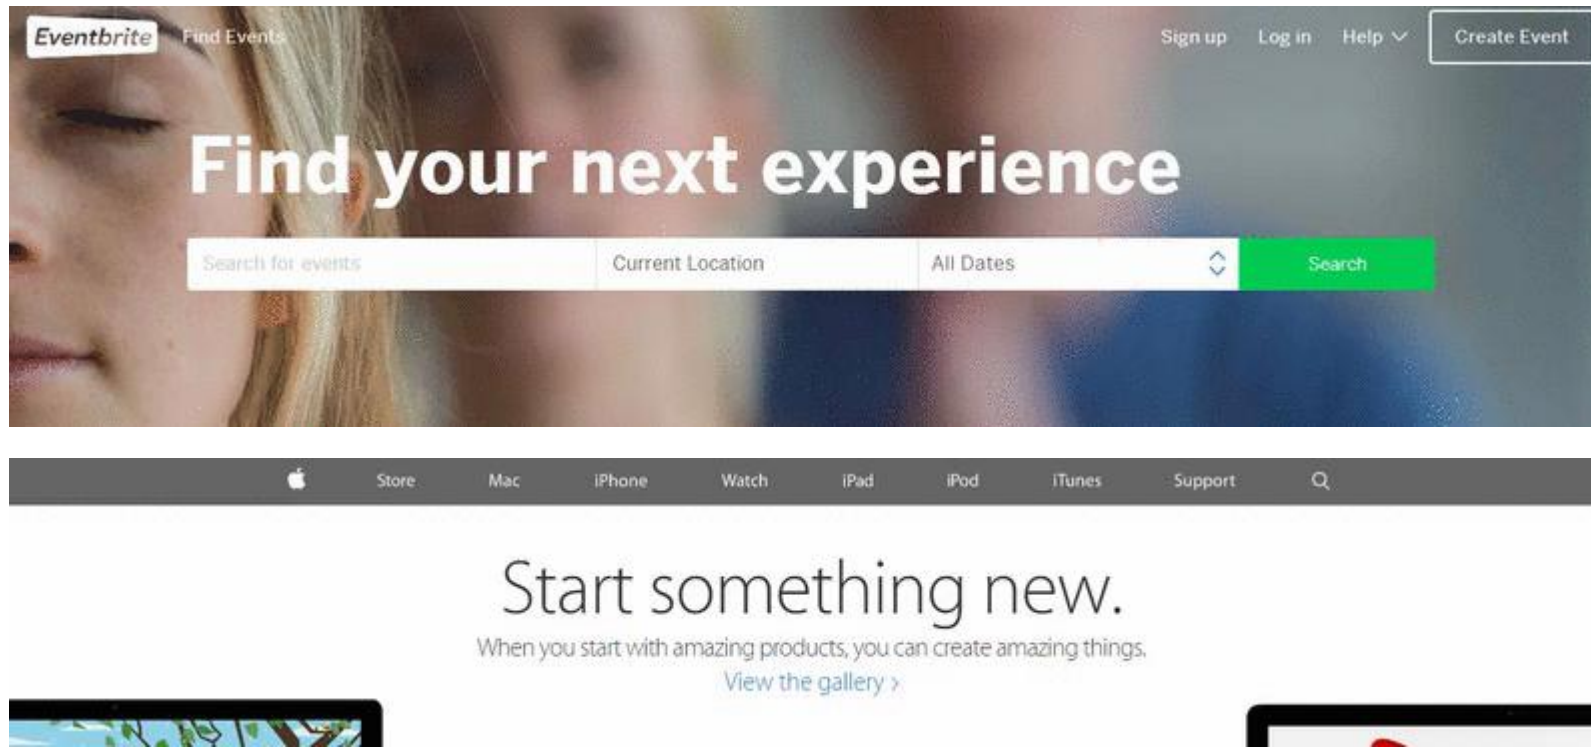 Eventbrite Find Events Sign up Log in Help Create Event
Find your next experience
Search for events Current Location All Dates Search
Store Mac iPhone Watch iPad iPod iTunes Support
Start something new.
When you start with amazing products, you can create amazing things.
View the gallery >